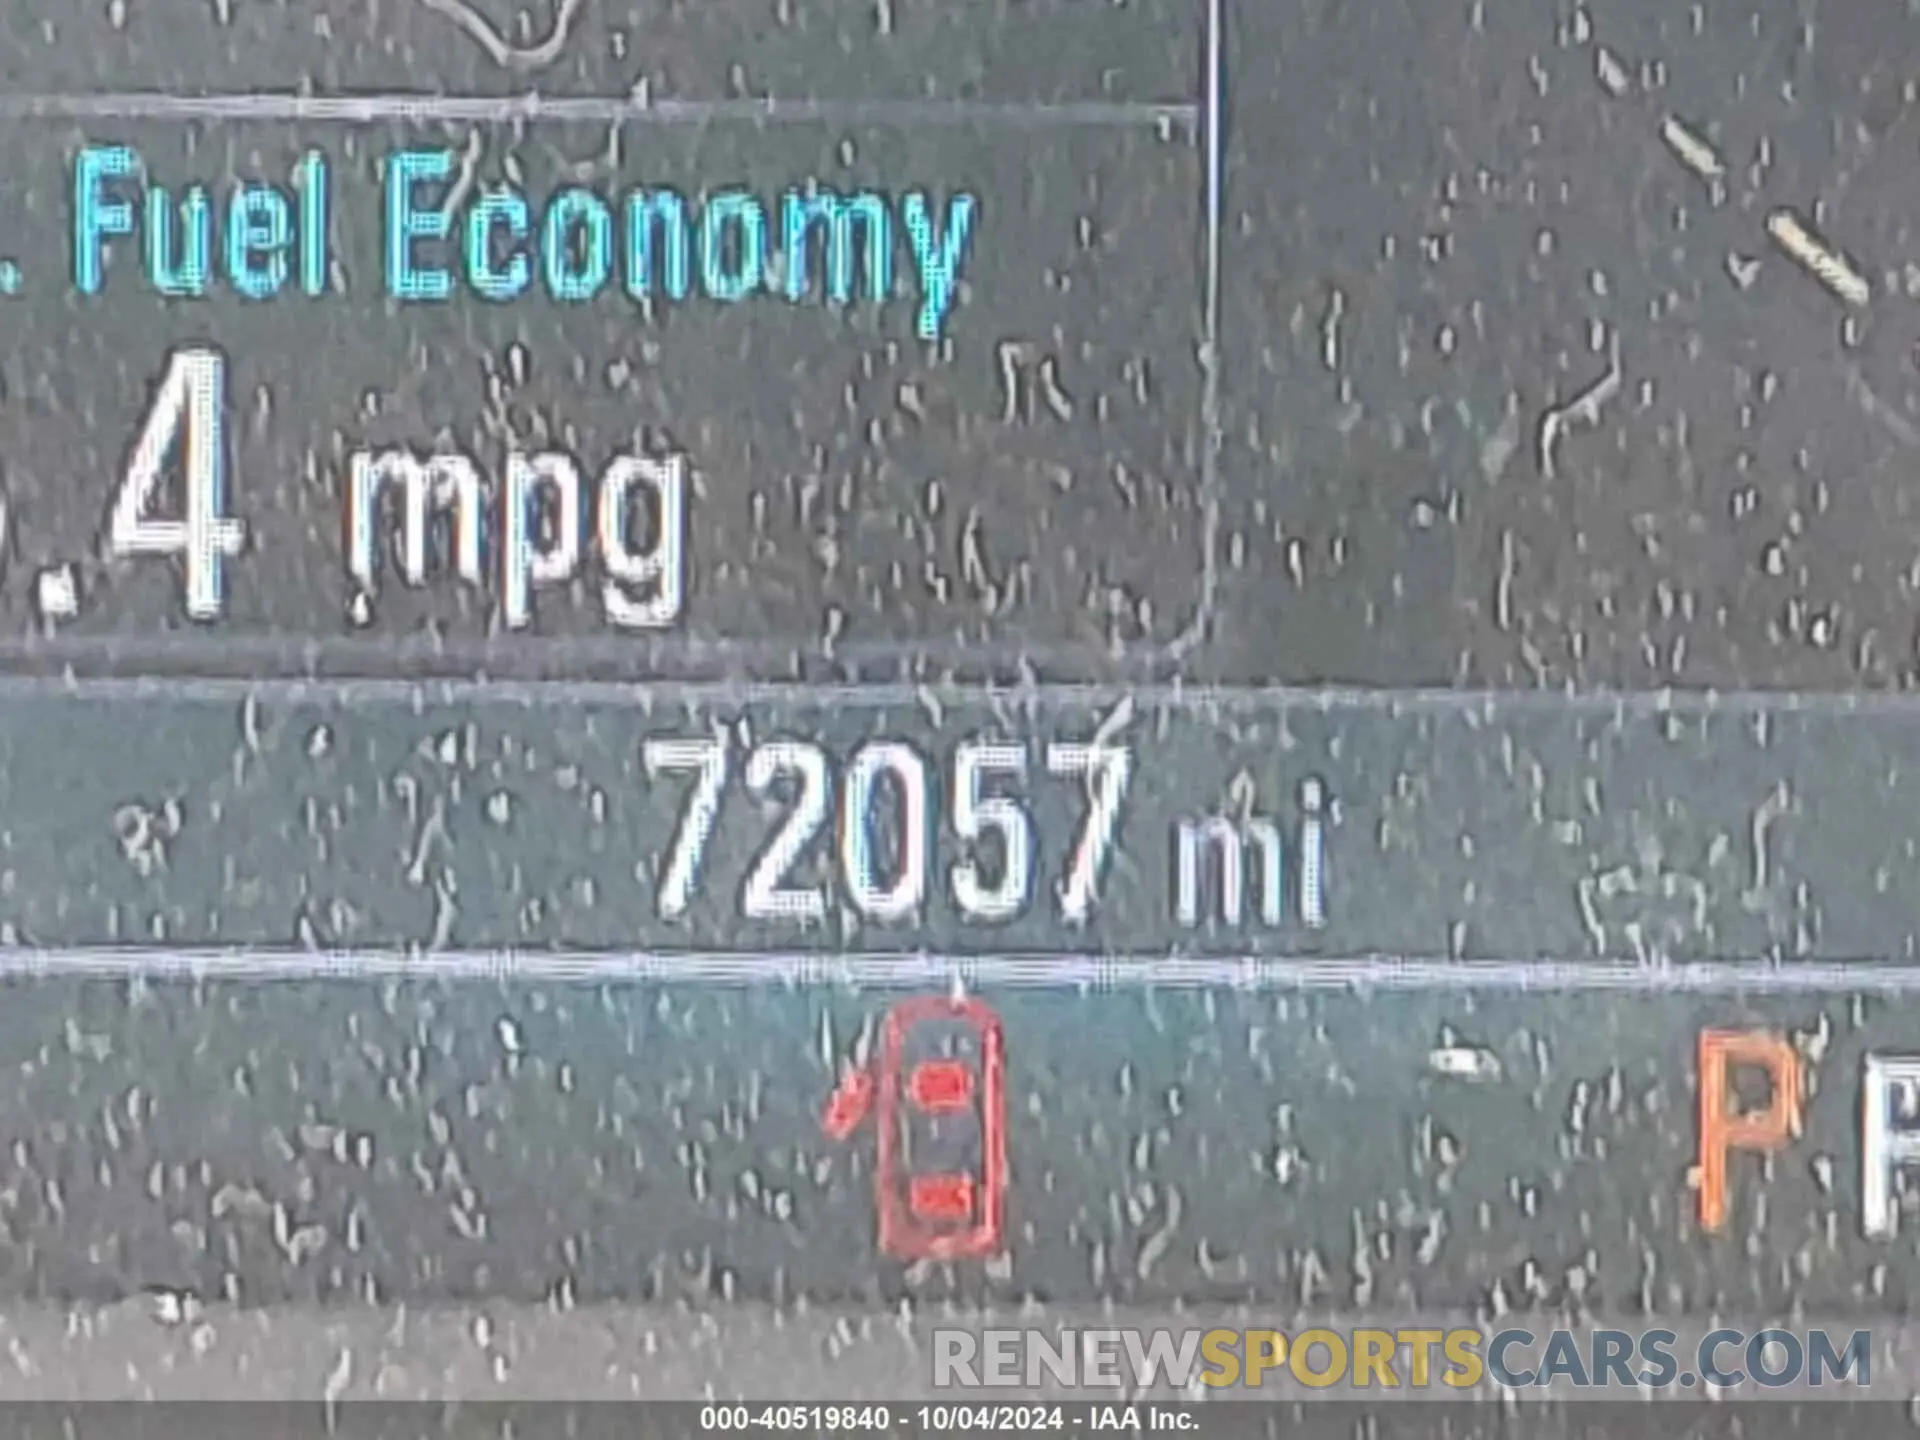 . Fuel Economy
.4 mpg
72057 mi
P
RENEWSPORTSCARS.COM
000-40519840 - 10/04/2024 - IAA Inc.